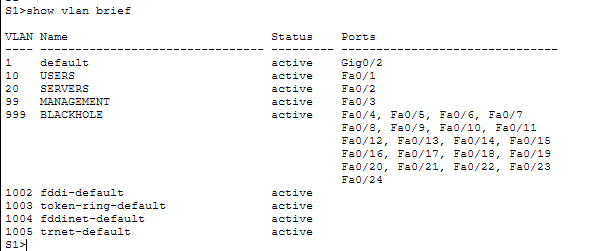 S1>show vlan brief
VLAN Name                             Status    Ports
---- -------------------------------- --------- -------------------------------
1    default                          active    Gig0/2
10   USERS                            active    Fa0/1
20   SERVERS                          active    Fa0/2
99   MANAGEMENT                       active    Fa0/3
999  BLACKHOLE                        active    Fa0/4, Fa0/5, Fa0/6, Fa0/7
                                                Fa0/8, Fa0/9, Fa0/10, Fa0/11
                                                Fa0/12, Fa0/13, Fa0/14, Fa0/15
                                                Fa0/16, Fa0/17, Fa0/18, Fa0/19
                                                Fa0/20, Fa0/21, Fa0/22, Fa0/23
                                                Fa0/24
1002 fddi-default                     active
1003 token-ring-default               active
1004 fddinet-default                  active
1005 trnet-default                    active
S1>